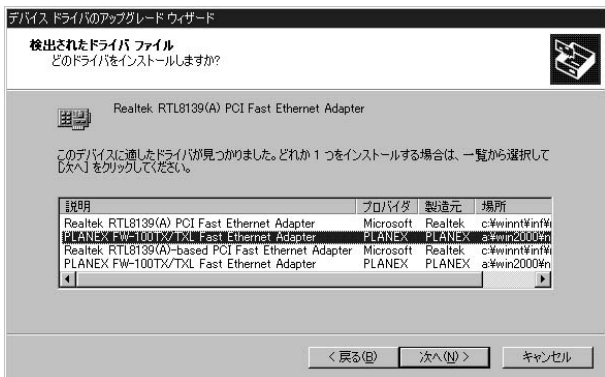 デバイス ドライバのアップグレード ウィザード
検出されたドライバ ファイル
どのドライバをインストールしますか?
Realtek RTL8139(A) PCI Fast Ethernet Adapter
このデバイスに適したドライバが見つかりました。どれか 1 つをインストールする場合は、一覧から選択して
[次へ] をクリックしてください。
説明 プロバイダ 製造元 場所
Realtek RTL8139(A) PCI Fast Ethernet Adapter Microsoft Realtek c:¥winnt¥inf¥
PLANEX FW-100TX/TXL Fast Ethernet Adapter PLANEX PLANEX a:¥win2000¥n
Realtek RTL8139(A)-based PCI Fast Ethernet Adapter Microsoft Realtek c:¥winnt¥inf¥
PLANEX FW-100TX/TXL Fast Ethernet Adapter PLANEX PLANEX a:¥win2000¥n
< 戻る(B) 次へ(N) > キャンセル